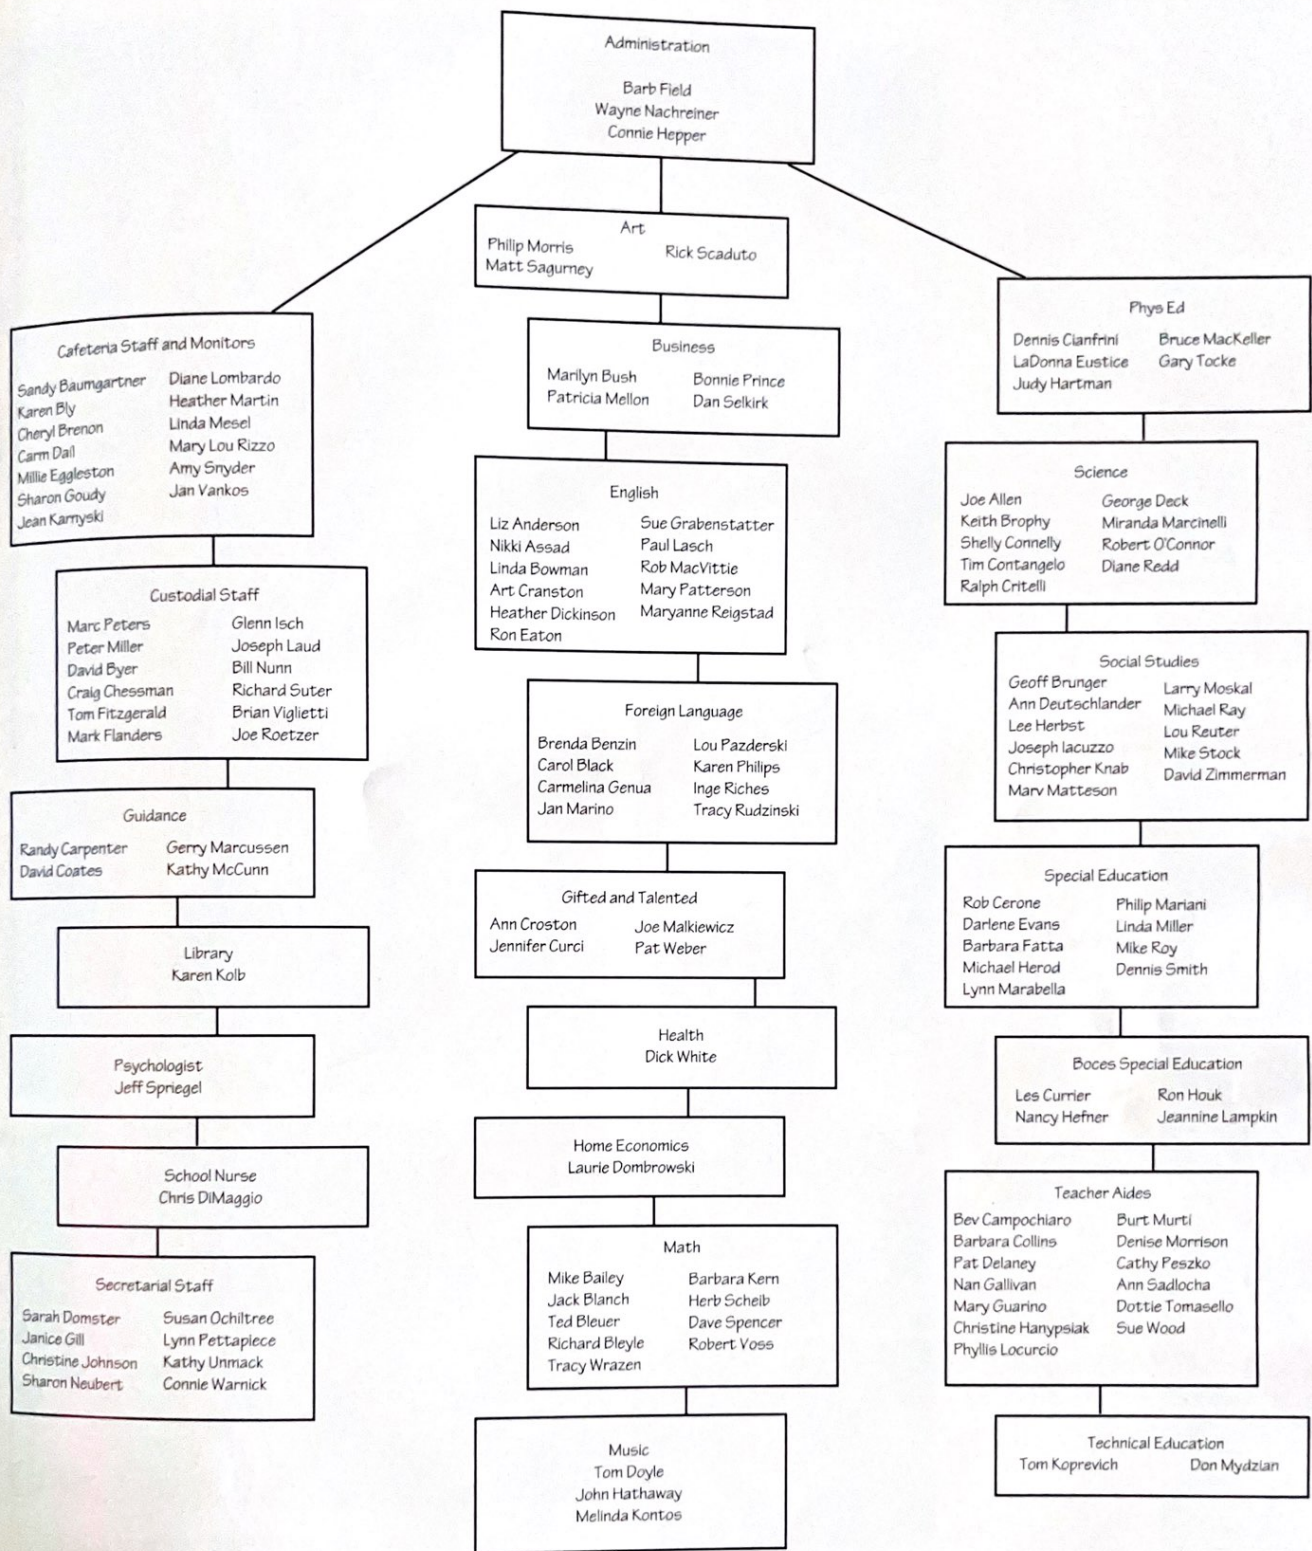 Administration
Barb Field
Wayne Nachreiner
Connie Hepper
Cafeteria Staff and Monitors
Sandy Baumgartner Diane Lombardo
Karen Bly Heather Martin
Cheryl Brenon Linda Mesel
Carm Dail Mary Lou Rizzo
Millie Eggleston Amy Snyder
Sharon Goudy Jan Vankos
Jean Karnyski
Custodial Staff
Marc Peters Glenn Isch
Peter Miller Joseph Laud
David Byer Bill Nunn
Craig Chessman Richard Suter
Tom Fitzgerald Brian Viglietti
Mark Flanders Joe Roetzer
Guidance
Randy Carpenter Gerry Marcussen
David Coates Kathy McCunn
Library
Karen Kolb
Psychologist
Jeff Spriegel
School Nurse
Chris DiMaggio
Secretarial Staff
Sarah Domster Susan Ochiltree
Janice Gill Lynn Pettapiece
Christine Johnson Kathy Unmack
Sharon Neubert Connie Warnick
Art
Philip Morris Rick Scaduto
Matt Sagurney
Business
Marilyn Bush Bonnie Prince
Patricia Mellon Dan Selkirk
English
Liz Anderson Sue Grabenstatter
Nikki Assad Paul Lasch
Linda Bowman Rob MacVittie
Art Cranston Mary Patterson
Heather Dickinson Maryanne Reigstad
Ron Eaton
Foreign Language
Brenda Benzin Lou Pazderski
Carol Black Karen Philips
Carmelina Genua Inge Riches
Jan Marino Tracy Rudzinski
Gifted and Talented
Ann Croston Joe Malkiewicz
Jennifer Curci Pat Weber
Health
Dick White
Home Economics
Laurie Dombrowski
Math
Mike Bailey Barbara Kern
Jack Blanch Herb Scheib
Ted Bleuer Dave Spencer
Richard Bleyle Robert Voss
Tracy Wrazen
Music
Tom Doyle
John Hathaway
Melinda Kontos
Phys Ed
Dennis Cianfrini Bruce MacKeller
LaDonna Eustice Gary Tocke
Judy Hartman
Science
Joe Allen George Deck
Keith Brophy Miranda Marcinelli
Shelly Connelly Robert O'Connor
Tim Contangelo Diane Redd
Ralph Critelli
Social Studies
Geoff Brunger Larry Moskal
Ann Deutschlander Michael Ray
Lee Herbst Lou Reuter
Joseph Iacuzzo Mike Stock
Christopher Knab David Zimmerman
Marv Matteson
Special Education
Rob Cerone Philip Mariani
Darlene Evans Linda Miller
Barbara Fatta Mike Roy
Michael Herod Dennis Smith
Lynn Marabella
Boces Special Education
Les Currier Ron Houk
Nancy Hefner Jeannine Lampkin
Teacher Aides
Bev Campochiaro Burt Murti
Barbara Collins Denise Morrison
Pat Delaney Cathy Peszko
Nan Gallivan Ann Sadlocha
Mary Guarino Dottie Tomasello
Christine Hanypsiak Sue Wood
Phyllis Locurcio
Technical Education
Tom Koprevich Don Mydzian